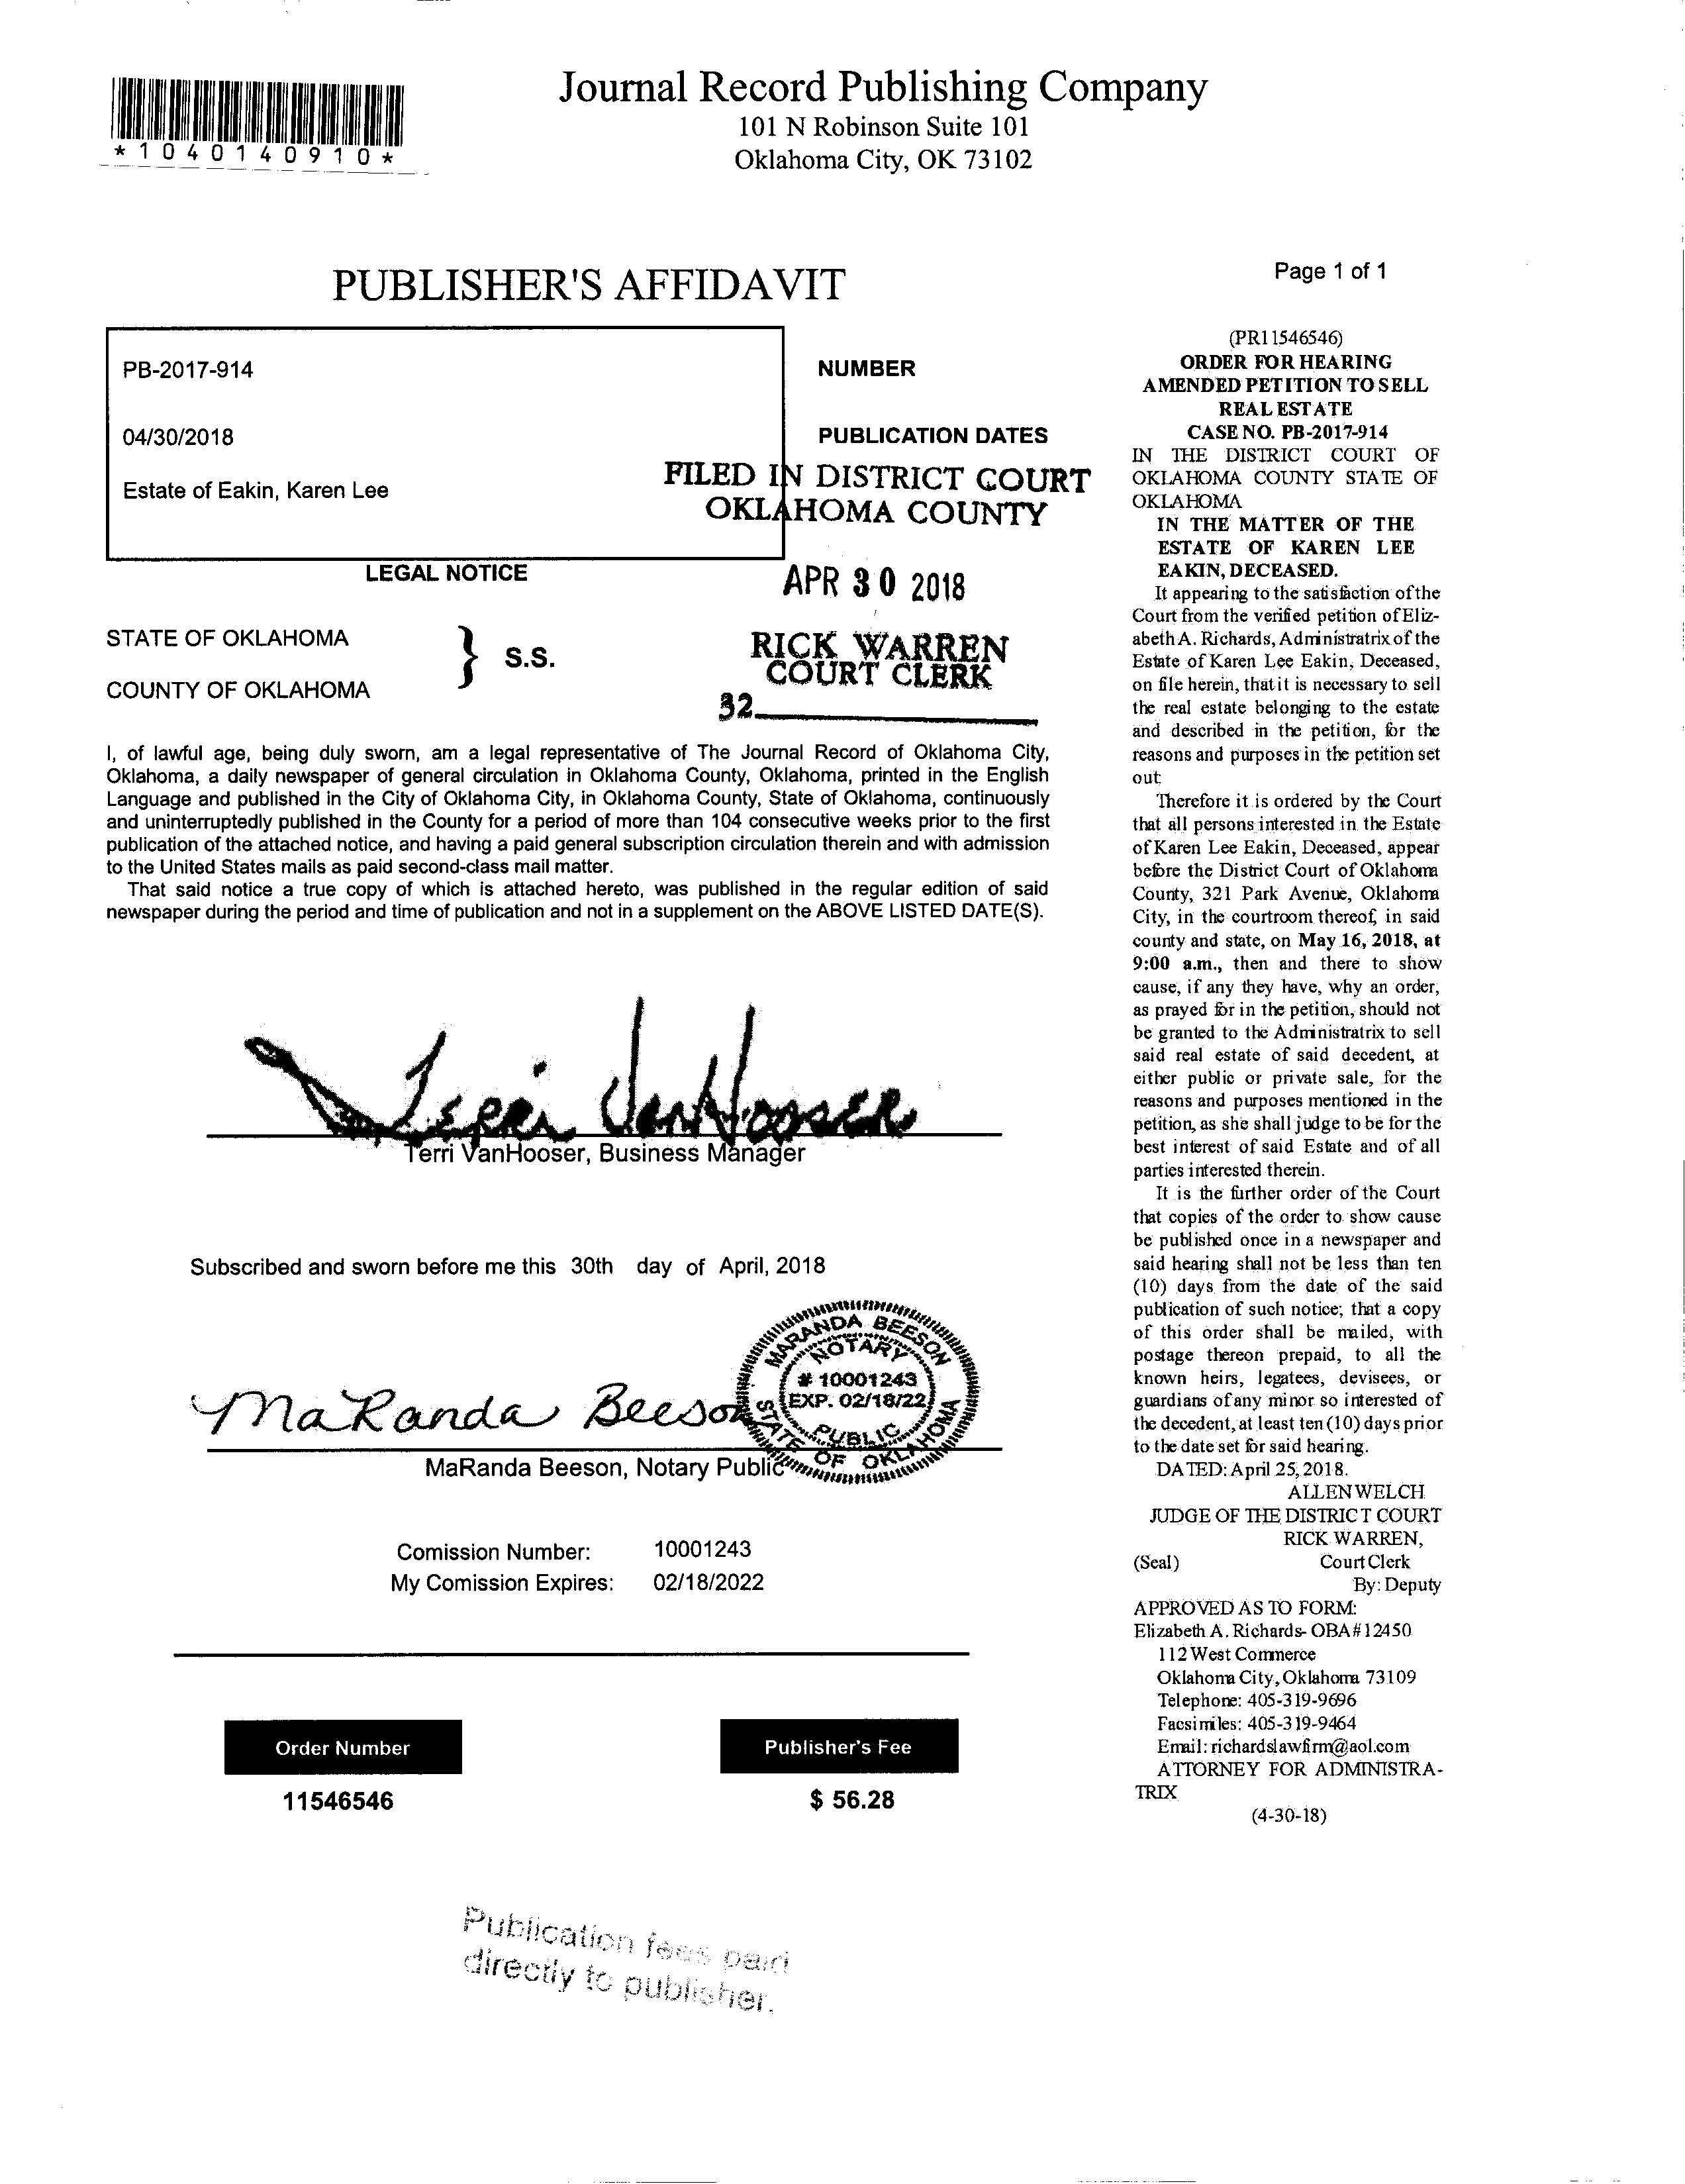 Journal Record Publishing Company
101 N Robinson Suite 101
Oklahoma City, OK 73102
*1040140910*
PUBLISHER'S AFFIDAVIT
PB-2017-914
NUMBER
04/30/2018
PUBLICATION DATES
Estate of Eakin, Karen Lee
FILED IN DISTRICT COURT
OKLAHOMA COUNTY
LEGAL NOTICE
APR 30 2018
STATE OF OKLAHOMA
} S.S.
COUNTY OF OKLAHOMA
RICK WARREN
COURT CLERK
32
I, of lawful age, being duly sworn, am a legal representative of The Journal Record of Oklahoma City,
Oklahoma, a daily newspaper of general circulation in Oklahoma County, Oklahoma, printed in the English
Language and published in the City of Oklahoma City, in Oklahoma County, State of Oklahoma, continuously
and uninterruptedly published in the County for a period of more than 104 consecutive weeks prior to the first
publication of the attached notice, and having a paid general subscription circulation therein and with admission
to the United States mails as paid second-class mail matter.
That said notice a true copy of which is attached hereto, was published in the regular edition of said
newspaper during the period and time of publication and not in a supplement on the ABOVE LISTED DATE(S).
Terri VanHooser
Terri VanHooser, Business Manager
Subscribed and sworn before me this 30th day of April, 2018
MaRanda Beeson
MARANDA BEESON
NOTARY
# 10001243
EXP. 02/18/22
PUBLIC
STATE OF OKLAHOMA
MaRanda Beeson, Notary Public
Comission Number: 10001243
My Comission Expires: 02/18/2022
Order Number
Publisher's Fee
11546546
$ 56.28
Publication fees paid
directly to publisher.
Page 1 of 1
(PR11546546)
ORDER FOR HEARING
AMENDED PETITION TO SELL
REAL ESTATE
CASE NO. PB-2017-914
IN THE DISTRICT COURT OF
OKLAHOMA COUNTY STATE OF
OKLAHOMA
IN THE MATTER OF THE
ESTATE OF KAREN LEE
EAKIN, DECEASED.
It appearing to the satisfaction of the
Court from the verified petition of Eliz-
abeth A. Richards, Administratrix of the
Estate of Karen Lee Eakin, Deceased,
on file herein, that it is necessary to sell
the real estate belonging to the estate
and described in the petition, for the
reasons and purposes in the petition set
out:
Therefore it is ordered by the Court
that all persons interested in the Estate
of Karen Lee Eakin, Deceased, appear
before the District Court of Oklahoma
County, 321 Park Avenue, Oklahoma
City, in the courtroom thereof, in said
county and state, on May 16, 2018, at
9:00 a.m., then and there to show
cause, if any they have, why an order,
as prayed for in the petition, should not
be granted to the Administratrix to sell
said real estate of said decedent, at
either public or private sale, for the
reasons and purposes mentioned in the
petition, as she shall judge to be for the
best interest of said Estate and of all
parties interested therein.
It is the further order of the Court
that copies of the order to show cause
be published once in a newspaper and
said hearing shall not be less than ten
(10) days from the date of the said
publication of such notice; that a copy
of this order shall be mailed, with
postage thereon prepaid, to all the
known heirs, legatees, devisees, or
guardians of any minor so interested of
the decedent, at least ten (10) days prior
to the date set for said hearing.
DATED: April 25, 2018.
ALLEN WELCH
JUDGE OF THE DISTRICT COURT
RICK WARREN,
(Seal) Court Clerk
By: Deputy
APPROVED AS TO FORM:
Elizabeth A. Richards- OBA#12450
112 West Commerce
Oklahoma City, Oklahoma 73109
Telephone: 405-319-9696
Facsimiles: 405-319-9464
Email: richardslawfirm@aol.com
ATTORNEY FOR ADMINISTRA-
TRIX
(4-30-18)